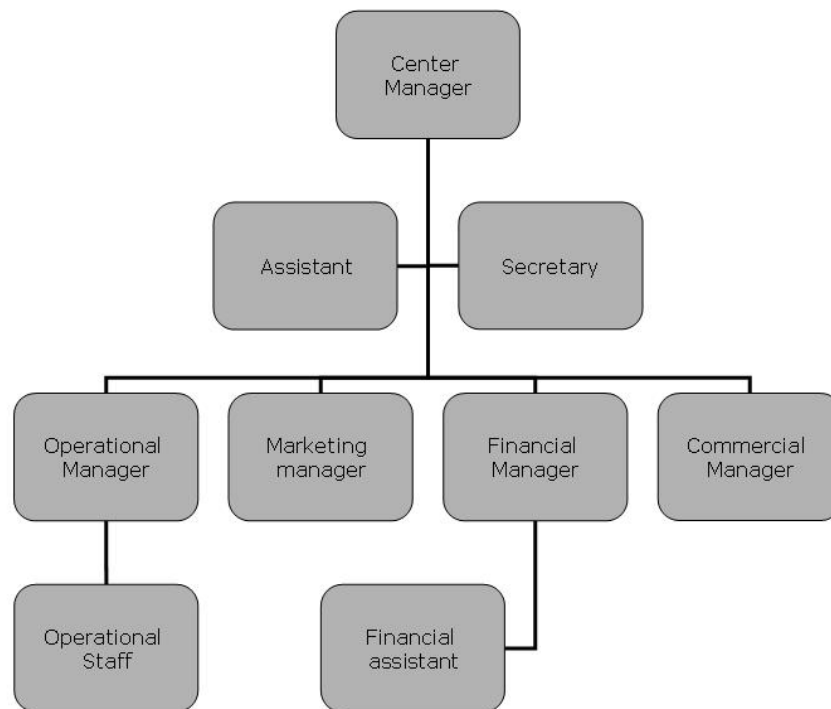 Center
Manager
Assistant
Secretary
Operational
Manager
Marketing
manager
Financial
Manager
Commercial
Manager
Operational
Staff
Financial
assistant